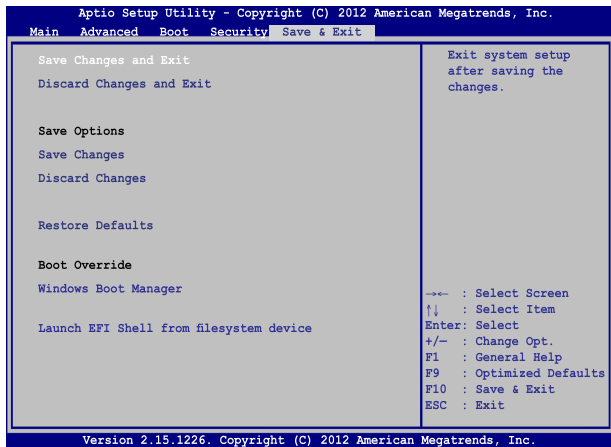 Aptio Setup Utility - Copyright (C) 2012 American Megatrends, Inc.
Main Advanced Boot Security Save & Exit
Save Changes and Exit
Discard Changes and Exit
Save Options
Save Changes
Discard Changes
Restore Defaults
Boot Override
Windows Boot Manager
Launch EFI Shell from filesystem device
Exit system setup
after saving the
changes.
→← : Select Screen
↑↓ : Select Item
Enter: Select
+/— : Change Opt.
F1 : General Help
F9 : Optimized Defaults
F10 : Save & Exit
ESC : Exit
Version 2.15.1226. Copyright (C) 2012 American Megatrends, Inc.